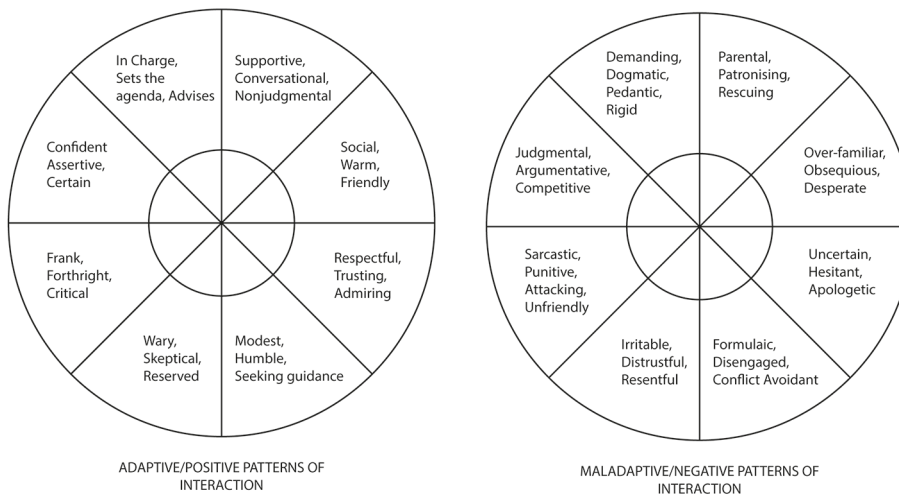 In Charge,
Sets the
agenda, Advises
Supportive,
Conversational,
Nonjudgmental
Confident
Assertive,
Certain
Social,
Warm,
Friendly
Frank,
Forthright,
Critical
Respectful,
Trusting,
Admiring
Wary,
Skeptical,
Reserved
Modest,
Humble,
Seeking guidance
ADAPTIVE/POSITIVE PATTERNS OF
INTERACTION
Demanding,
Dogmatic,
Pedantic,
Rigid
Parental,
Patronising,
Rescuing
Judgmental,
Argumentative,
Competitive
Over-familiar,
Obsequious,
Desperate
Sarcastic,
Punitive,
Attacking,
Unfriendly
Uncertain,
Hesitant,
Apologetic
Irritable,
Distrustful,
Resentful
Formulaic,
Disengaged,
Conflict Avoidant
MALADAPTIVE/NEGATIVE PATTERNS OF
INTERACTION